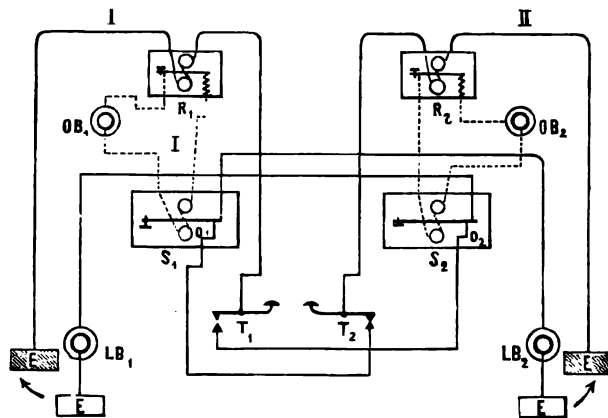 I II
R₁ R₂
OB₁ I OB₂
O₁ O₂
S₁ S₂
T₁ T₂
LB₁ LB₂
E E
E E